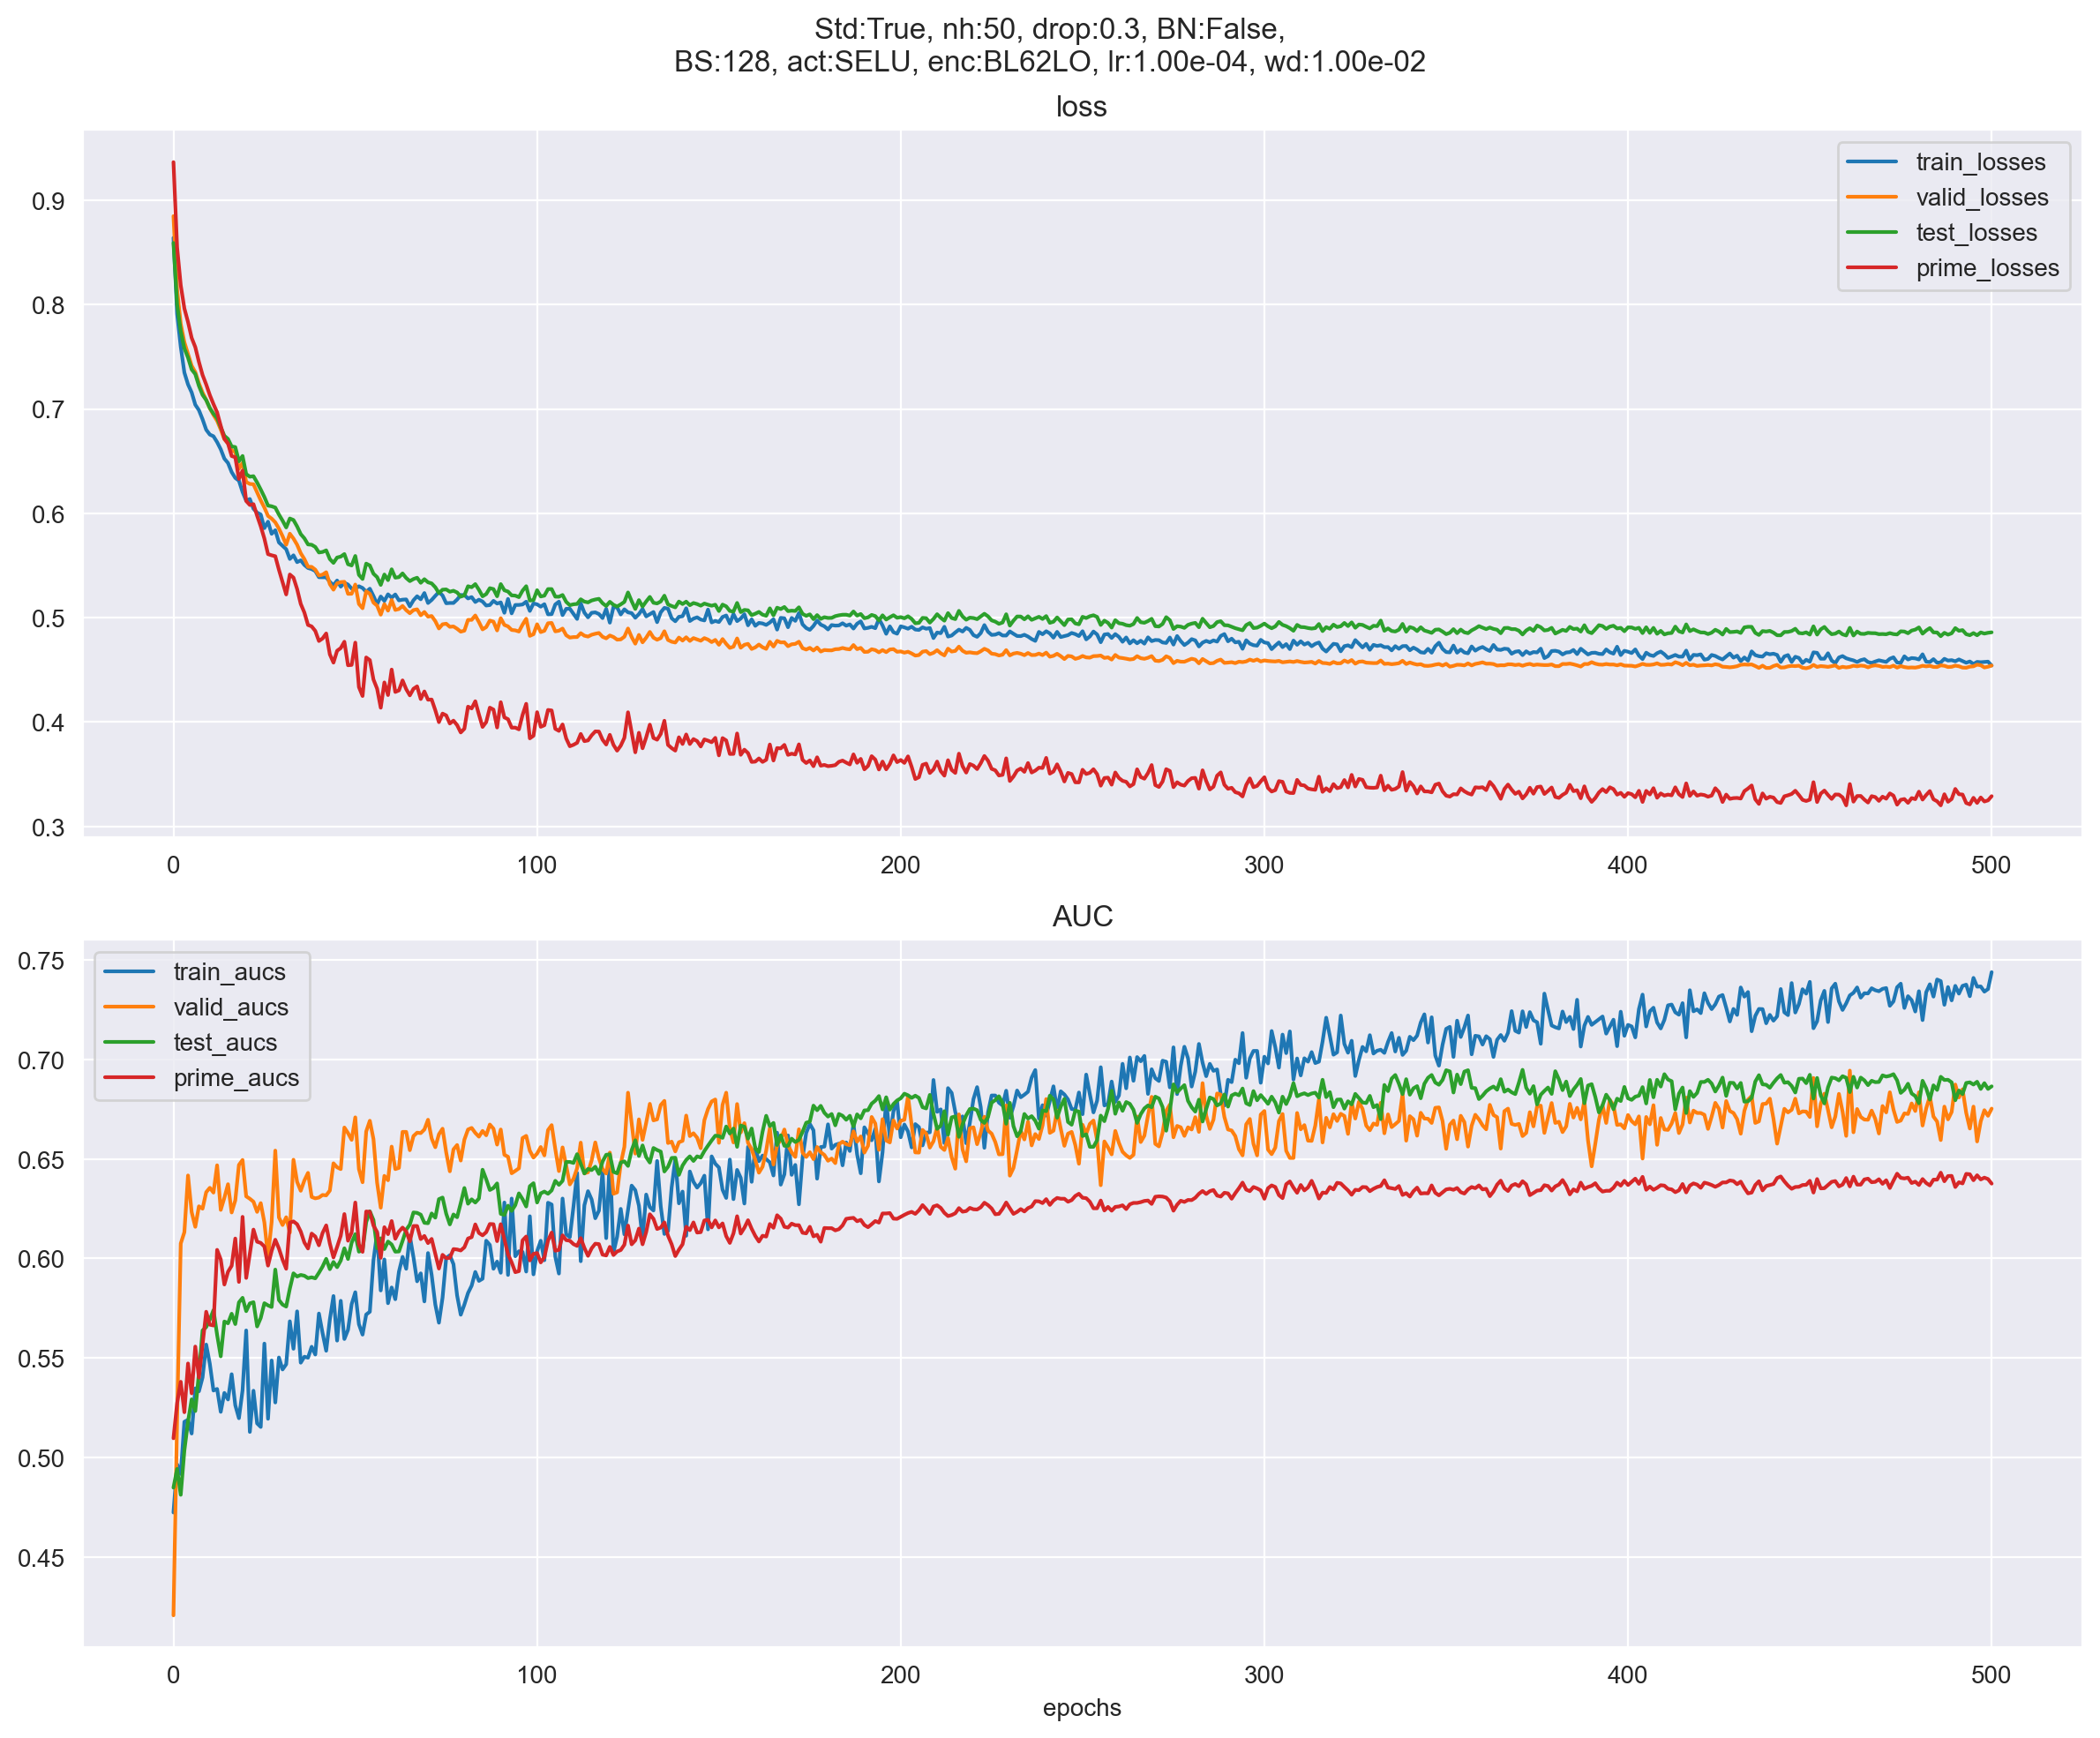 Std:True, nh:50, drop:0.3, BN:False,
BS:128, act:SELU, enc:BL62LO, lr:1.00e-04, wd:1.00e-02
loss
0.9
0.8
0.7
0.6
0.5
0.4
0.3
train_losses
valid_losses
test_losses
prime_losses
0 100 200 300 400 500
AUC
0.75
0.70
0.65
0.60
0.55
0.50
0.45
train_aucs
valid_aucs
test_aucs
prime_aucs
0 100 200 300 400 500
epochs